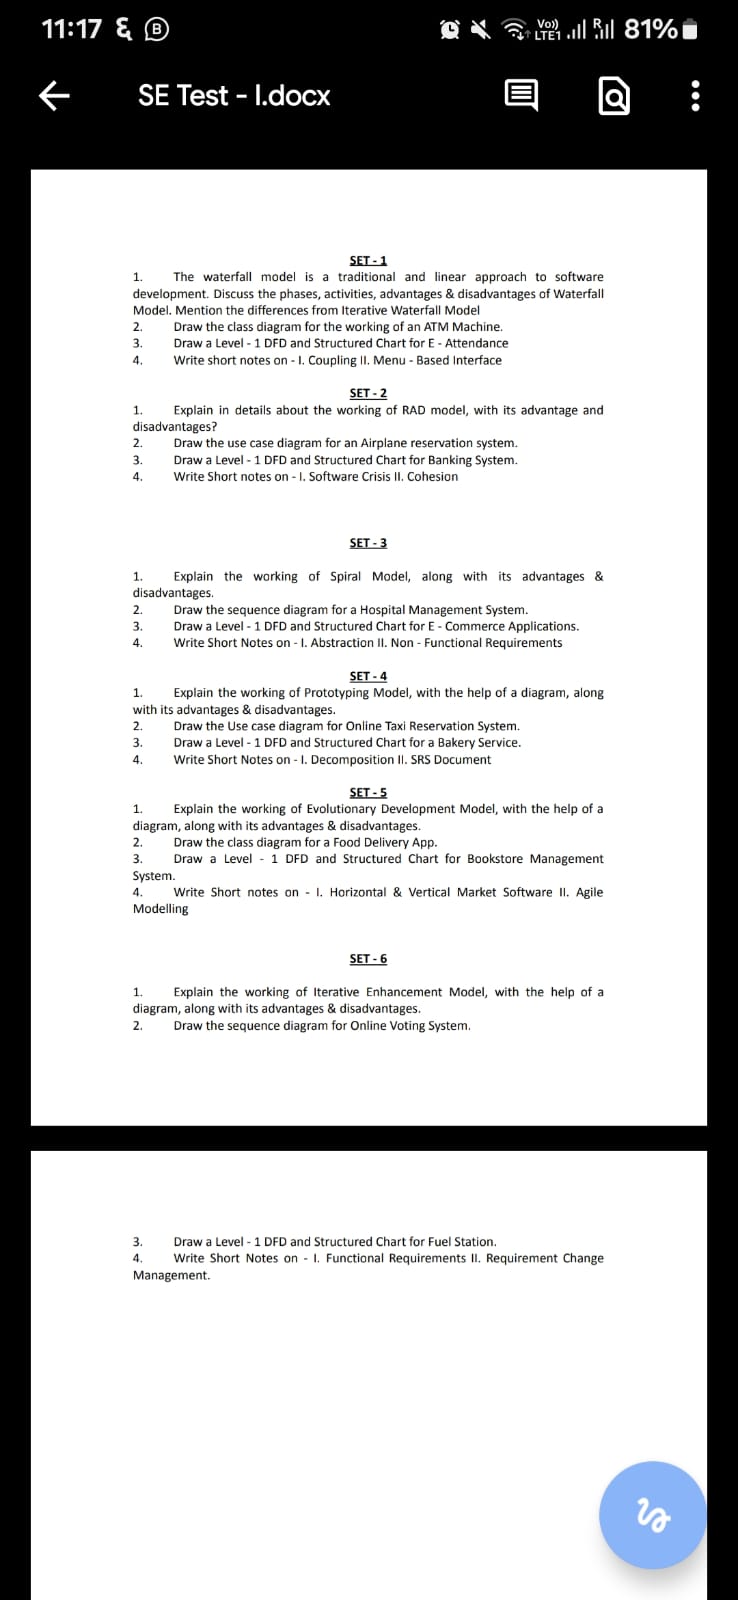 11:17
Vo))
LTE1
R
81%
SE Test - I.docx
SET - 1
1. The waterfall model is a traditional and linear approach to software
development. Discuss the phases, activities, advantages & disadvantages of Waterfall
Model. Mention the differences from Iterative Waterfall Model
2. Draw the class diagram for the working of an ATM Machine.
3. Draw a Level - 1 DFD and Structured Chart for E - Attendance
4. Write short notes on - I. Coupling II. Menu - Based Interface
SET - 2
1. Explain in details about the working of RAD model, with its advantage and
disadvantages?
2. Draw the use case diagram for an Airplane reservation system.
3. Draw a Level - 1 DFD and Structured Chart for Banking System.
4. Write Short notes on - I. Software Crisis II. Cohesion
SET - 3
1. Explain the working of Spiral Model, along with its advantages &
disadvantages.
2. Draw the sequence diagram for a Hospital Management System.
3. Draw a Level - 1 DFD and Structured Chart for E - Commerce Applications.
4. Write Short Notes on - I. Abstraction II. Non - Functional Requirements
SET - 4
1. Explain the working of Prototyping Model, with the help of a diagram, along
with its advantages & disadvantages.
2. Draw the Use case diagram for Online Taxi Reservation System.
3. Draw a Level - 1 DFD and Structured Chart for a Bakery Service.
4. Write Short Notes on - I. Decomposition II. SRS Document
SET - 5
1. Explain the working of Evolutionary Development Model, with the help of a
diagram, along with its advantages & disadvantages.
2. Draw the class diagram for a Food Delivery App.
3. Draw a Level - 1 DFD and Structured Chart for Bookstore Management
System.
4. Write Short notes on - I. Horizontal & Vertical Market Software II. Agile
Modelling
SET - 6
1. Explain the working of Iterative Enhancement Model, with the help of a
diagram, along with its advantages & disadvantages.
2. Draw the sequence diagram for Online Voting System.
3. Draw a Level - 1 DFD and Structured Chart for Fuel Station.
4. Write Short Notes on - I. Functional Requirements II. Requirement Change
Management.